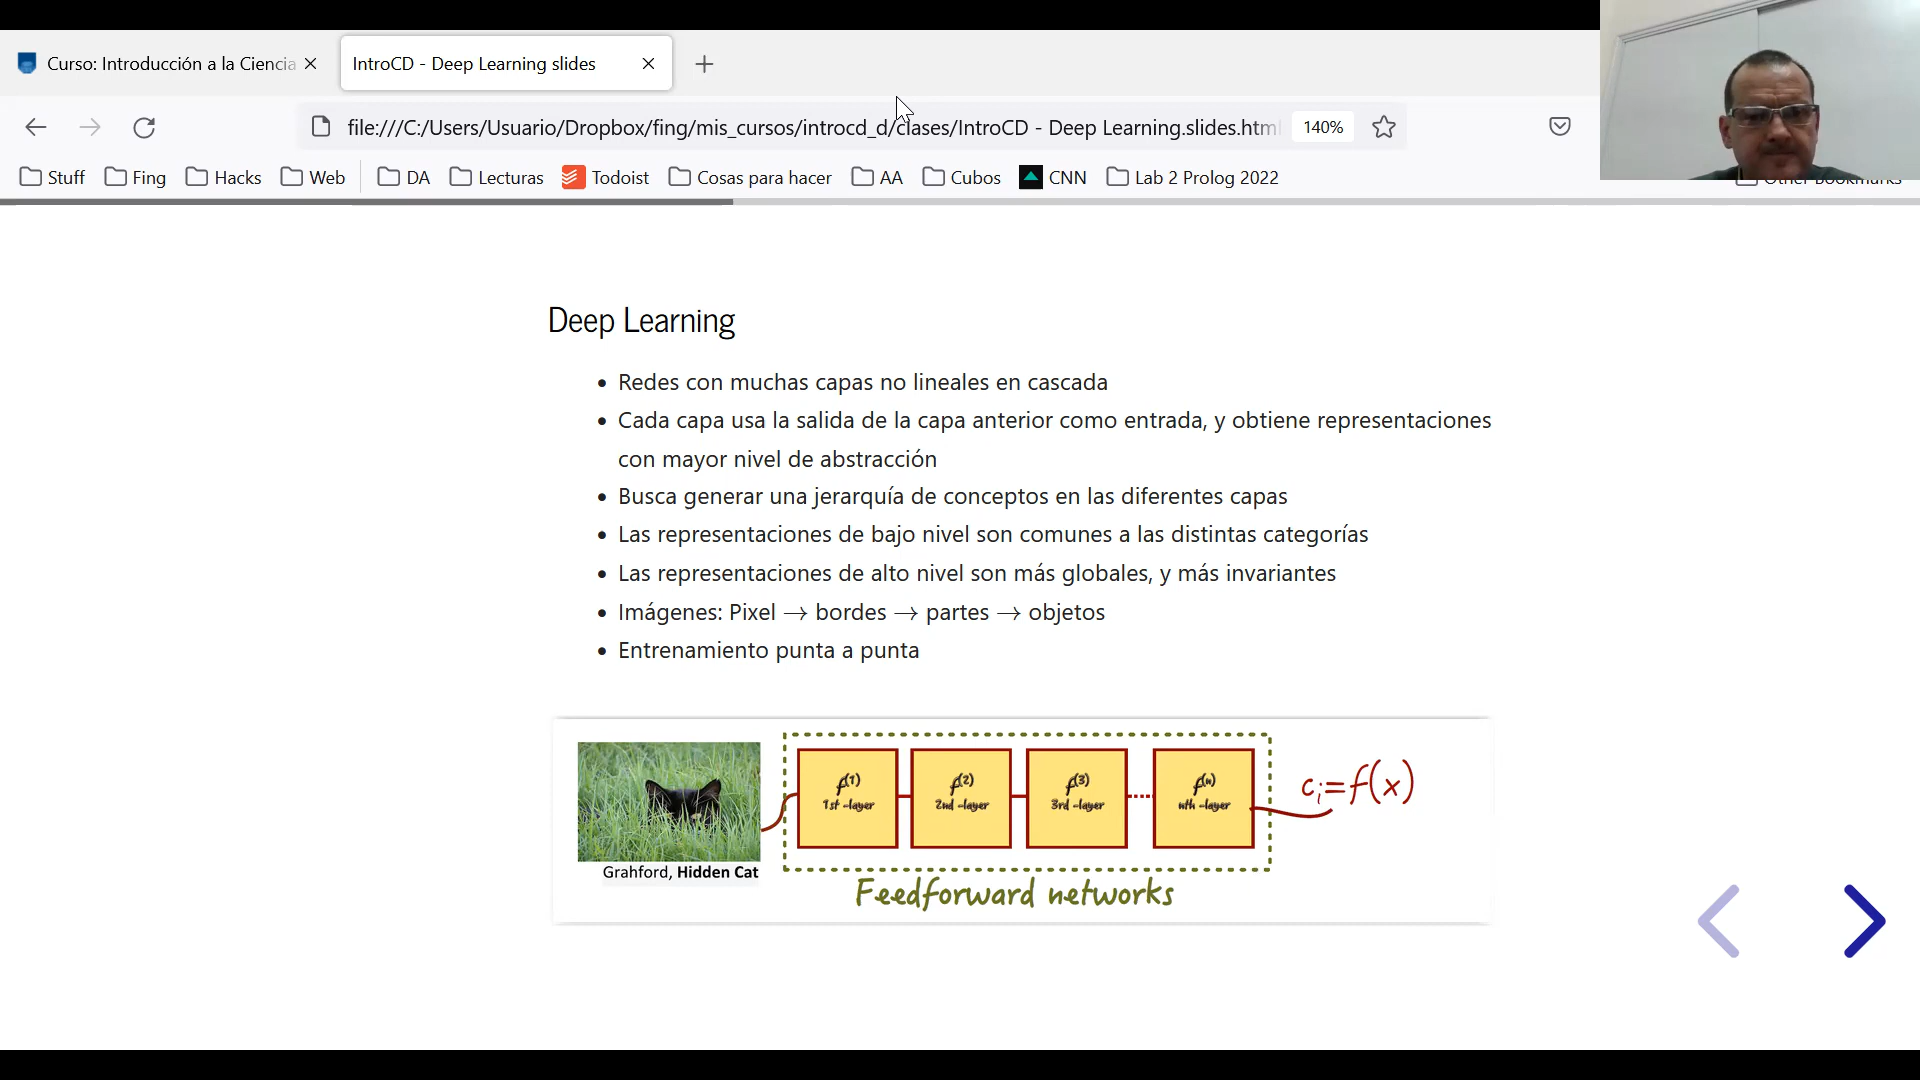 Curso: Introducción a la Ciencia
IntroCD - Deep Learning slides
file:///C:/Users/Usuario/Dropbox/fing/mis_cursos/introcd_d/clases/IntroCD - Deep Learning.slides.htm
140%
Stuff
Fing
Hacks
Web
DA
Lecturas
Todoist
Cosas para hacer
AA
Cubos
CNN
Lab 2 Prolog 2022
Other Bookmarks
Deep Learning
• Redes con muchas capas no lineales en cascada
• Cada capa usa la salida de la capa anterior como entrada, y obtiene representaciones
con mayor nivel de abstracción
• Busca generar una jerarquía de conceptos en las diferentes capas
• Las representaciones de bajo nivel son comunes a las distintas categorías
• Las representaciones de alto nivel son más globales, y más invariantes
• Imágenes: Pixel → bordes → partes → objetos
• Entrenamiento punta a punta
f(1)
1st -layer
f(2)
2nd -layer
f(3)
3rd -layer
f(n)
nth -layer
ci=f(x)
Grahford, Hidden Cat
Feedforward networks